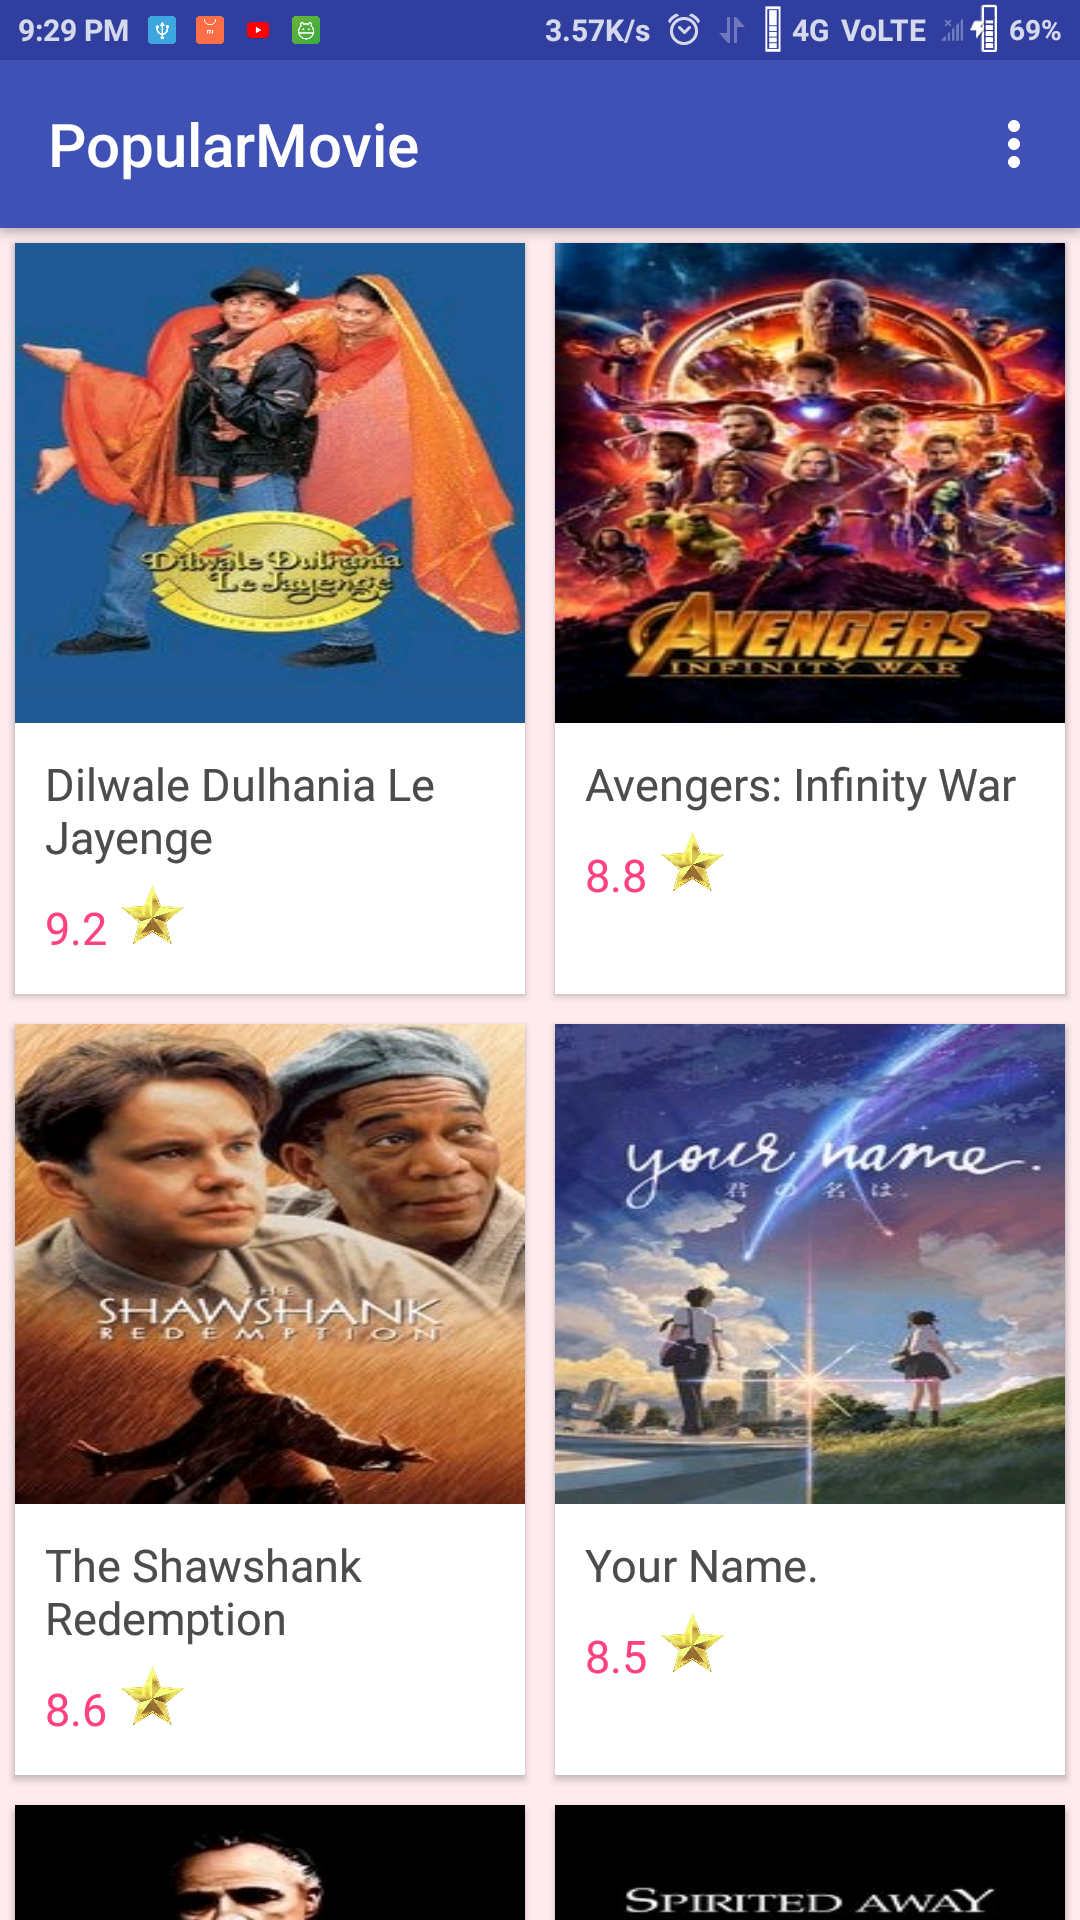 9:29 PM 3.57K/s 4G VoLTE 69%
PopularMovie
Dilwale Dulhania
Le Jayenge
AVENGERS
INFINITY WAR
Dilwale Dulhania Le
Jayenge
9.2
Avengers: Infinity War
8.8
THE
SHAWSHANK
REDEMPTION
your name.
君の名は。
The Shawshank
Redemption
8.6
Your Name.
8.5
SPIRITED AWAY